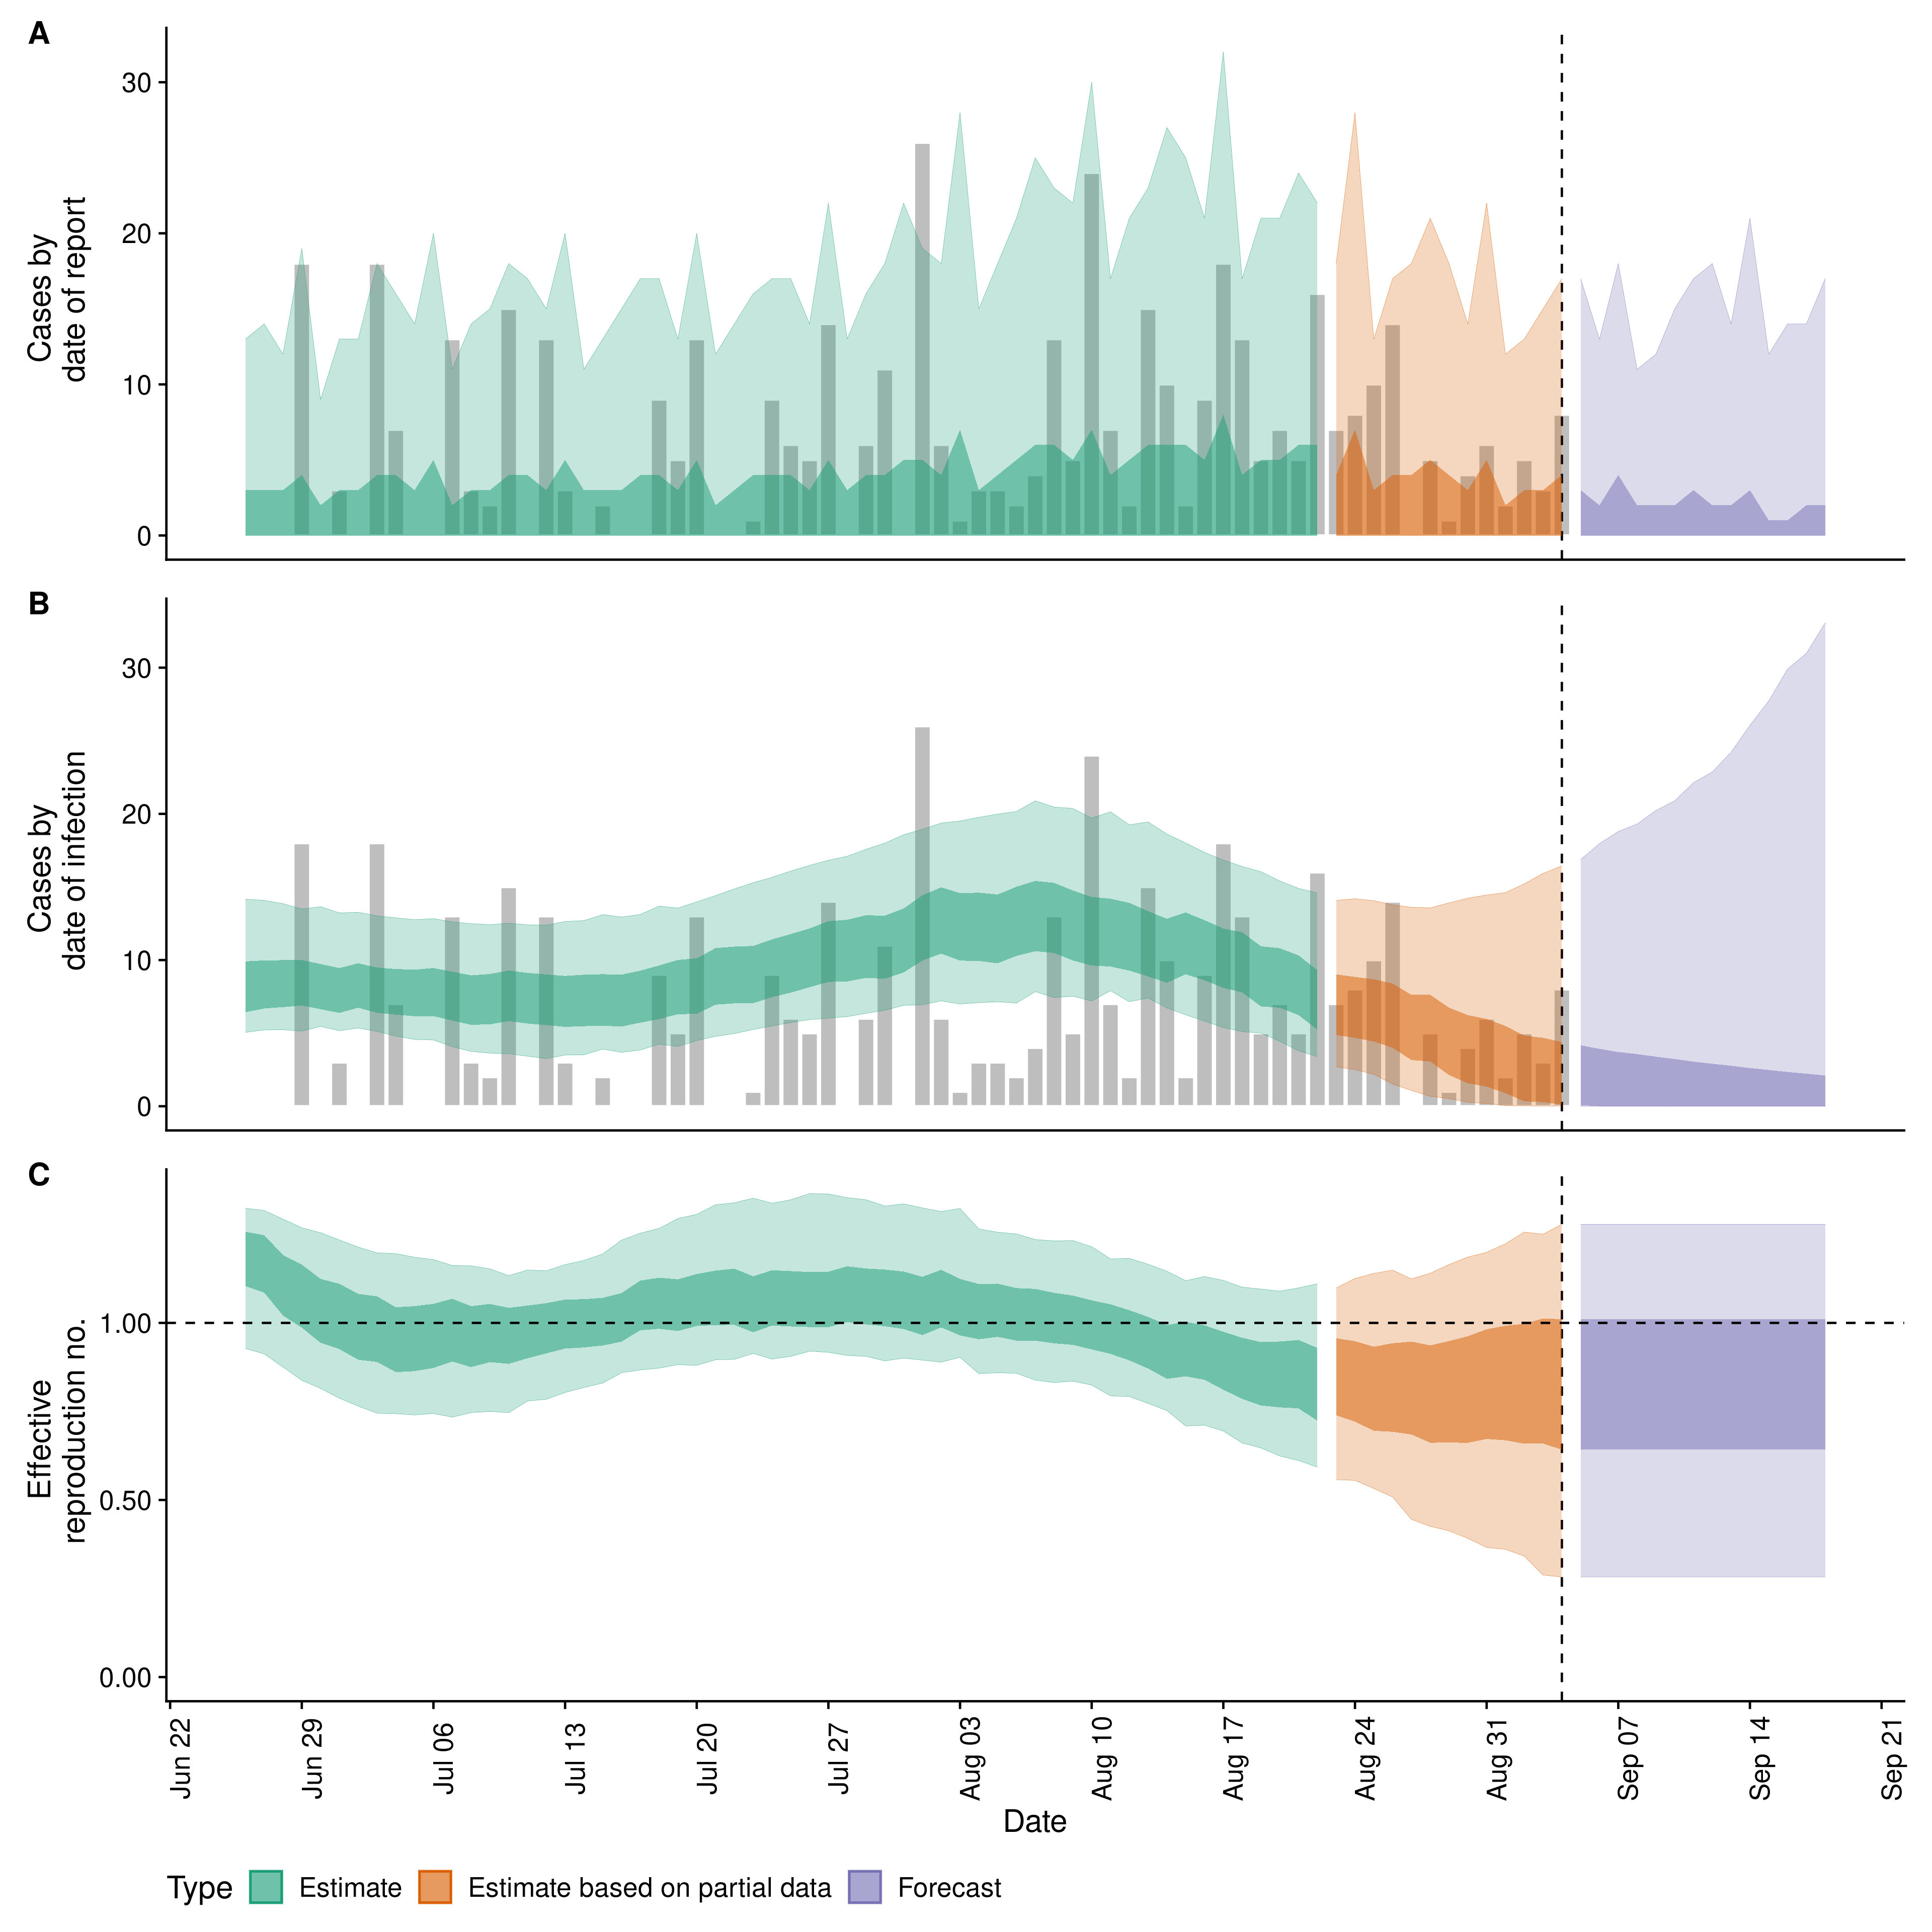 A
Cases by
date of report
30
20
10
0
B
Cases by
date of infection
30
20
10
0
C
Effective
reproduction no.
1.00
0.50
0.00
Jun 22
Jun 29
Jul 06
Jul 13
Jul 20
Jul 27
Aug 03
Aug 10
Aug 17
Aug 24
Aug 31
Sep 07
Sep 14
Sep 21
Date
Type Estimate Estimate based on partial data Forecast